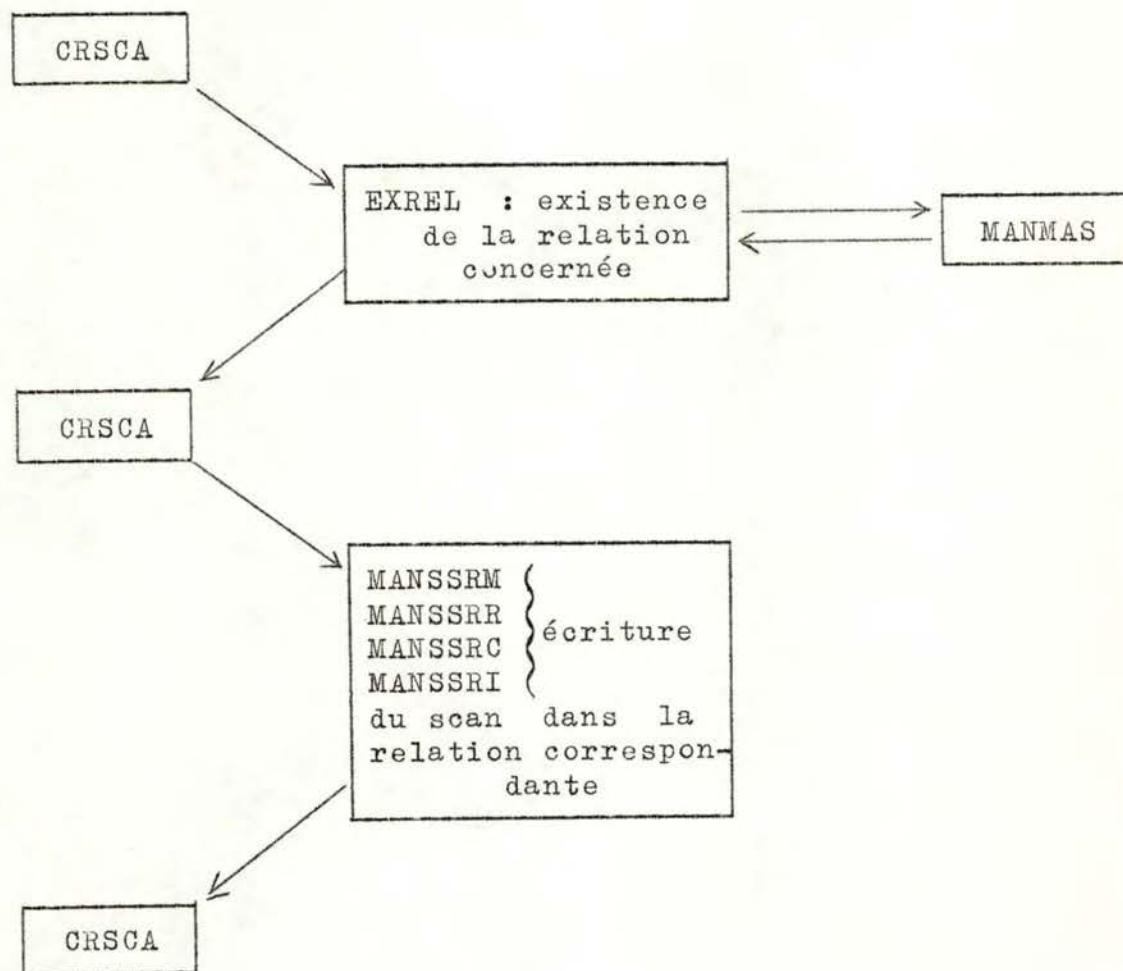 CRSCA
EXREL : existence
de la relation
concernée
MANMAS
CRSCA
MANSSRM
MANSSRR
MANSSRC
MANSSRI
écriture
du scan dans la
relation correspon-
dante
CRSCA